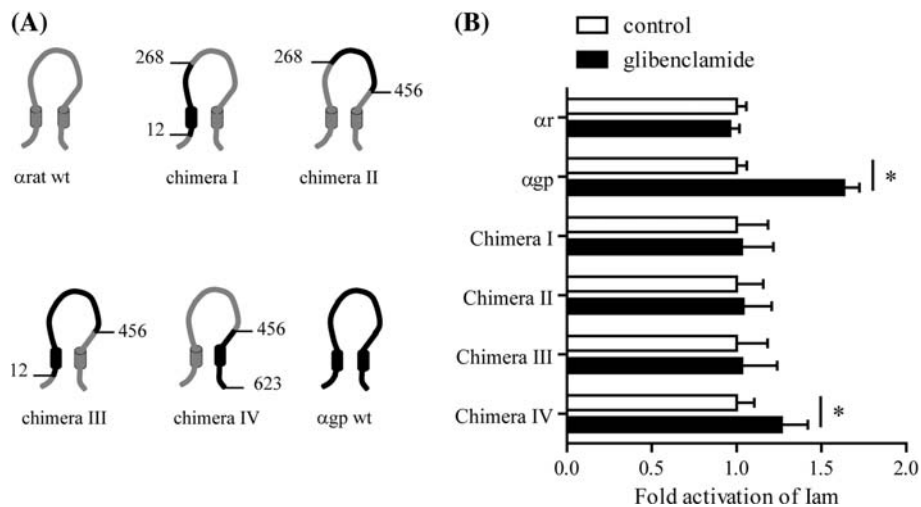 (A)
268
12
268
456
αrat wt
chimera I
chimera II
12
456
456
623
chimera III
chimera IV
αgp wt
(B)
control
glibenclamide
αr
αgp
*
Chimera I
Chimera II
Chimera III
Chimera IV
*
0.0 0.5 1.0 1.5 2.0
Fold activation of Iam